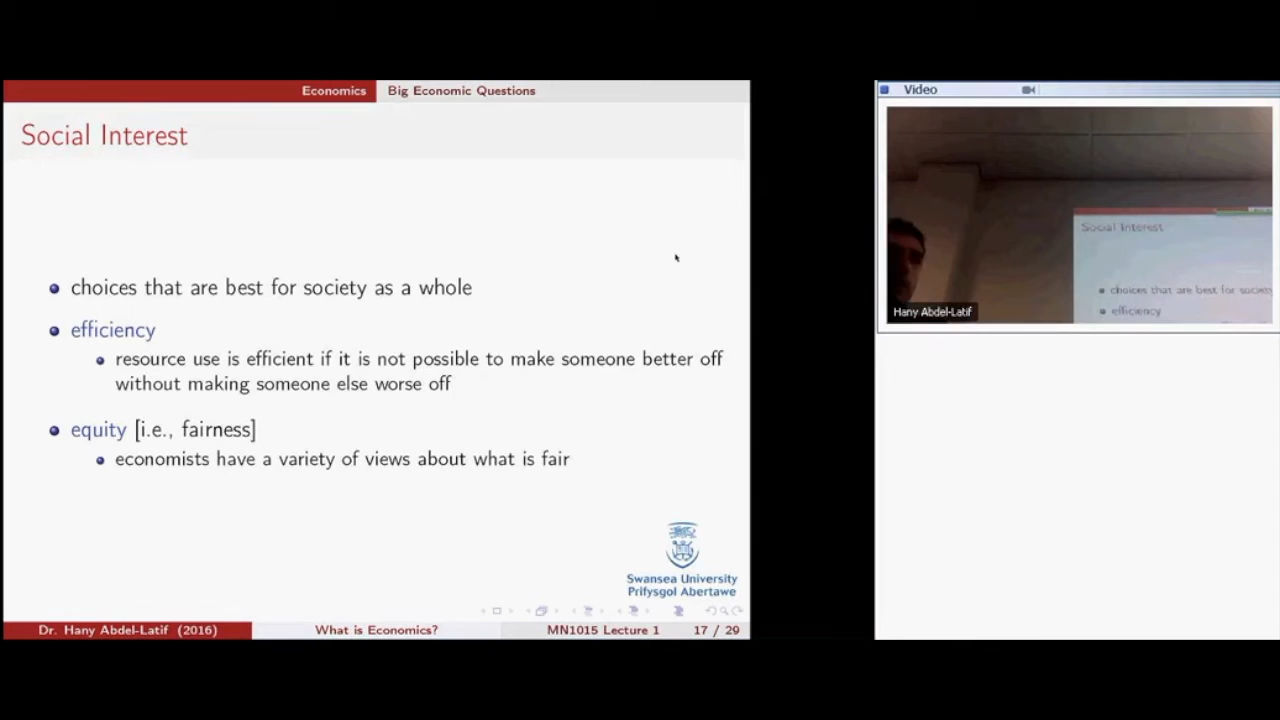 Economics Big Economic Questions
Social Interest
choices that are best for society as a whole
efficiency
resource use is efficient if it is not possible to make someone better off
without making someone else worse off
equity [i.e., fairness]
economists have a variety of views about what is fair
Swansea University
Prifysgol Abertawe
Dr. Hany Abdel-Latif (2016) What is Economics? MN1015 Lecture 1 17 / 29
Video
Social Interest
choices that are best for society
efficiency
Hany Abdel-Latif